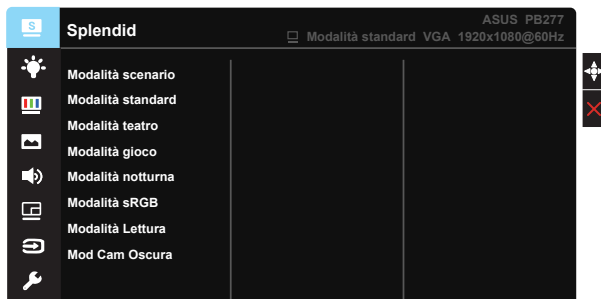 S
Splendid
ASUS PB277
Modalità standard VGA 1920x1080@60Hz
Modalità scenario
Modalità standard
Modalità teatro
Modalità gioco
Modalità notturna
Modalità sRGB
Modalità Lettura
Mod Cam Oscura